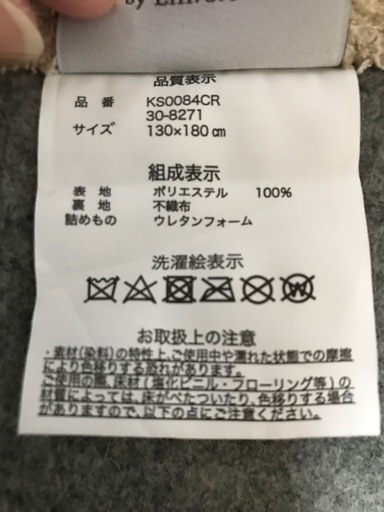 by
品質表示
品 番 KS0084CR
30-8271
サイズ 130×180㎝
組成表示
表 地 ポリエステル 100%
裏 地 不織布
詰めもの ウレタンフォーム
洗濯絵表示
お取扱上の注意
・素材(染料)の特性上、ご使用中や濡れた状態での摩擦
により色移りする恐れがあります。
ご使用の際、床材(塩化ビニル・フローリング等)の
材質によっては、床がべたついたり、色移りする場合
がありますので、以下の点にご注意ください。